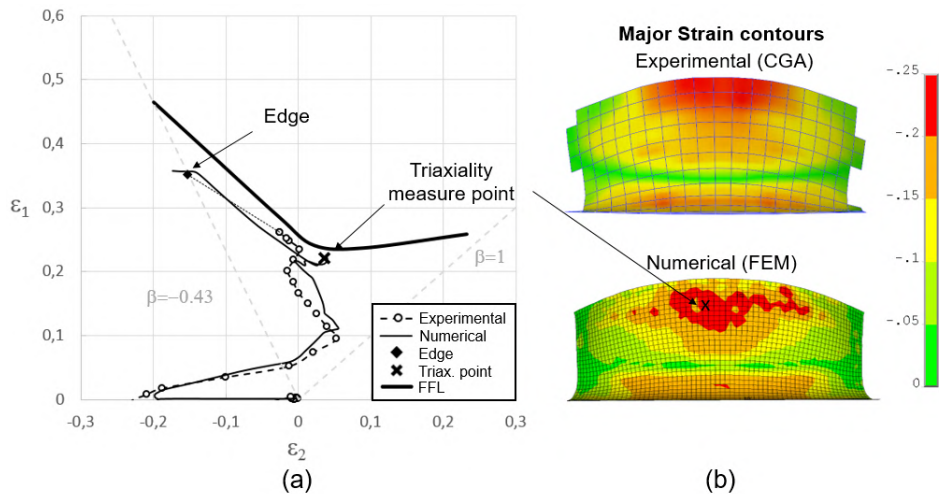 0,6
0,5
0,4
0,3
0,2
0,1
0
-0,3
-0,2
-0,1
0
0,1
0,2
0,3
ε1
ε2
Edge
Triaxiality
measure point
β=1
β=−0.43
Experimental
Numerical
Edge
Triax. point
FFL
(a)
Major Strain contours
Experimental (CGA)
Numerical (FEM)
-.25
-.2
-.15
-.1
-.05
0
(b)